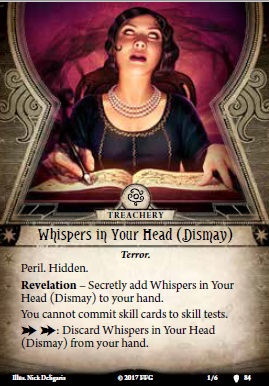 TREACHERY
Whispers in Your Head (Dismay)
Terror.
Peril. Hidden.
Revelation – Secretly add Whispers in Your
Head (Dismay) to your hand.
You cannot commit skill cards to skill tests.
: Discard Whispers in Your Head
(Dismay) from your hand.
Illus. Nick Deligaris © 2017 FFG 1/6 84